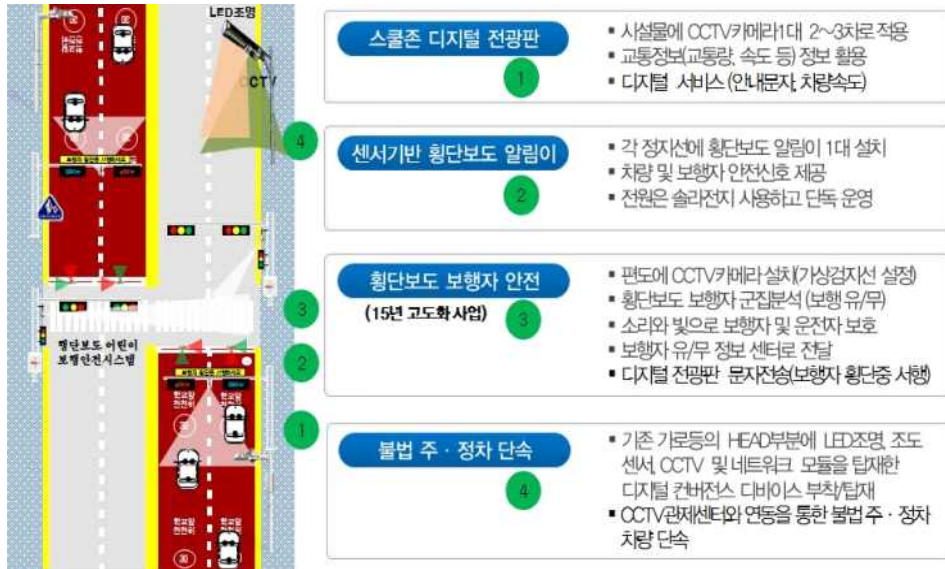 LED조명
CCTV
4
3
횡단보도 어린이
보행안전시스템
2
1
30
스쿨존 디지털 전광판
1
▪ 시설물에 CCTV카메라1대 2~3차로 적용
▪ 교통정보(교통량, 속도 등) 정보 활용
▪ 디지털 서비스 (안내문자, 차량속도)
센서기반 횡단보도 알림이
2
▪ 각 정지선에 횡단보도 알림이 1대 설치
▪ 차량 및 보행자 안전신호 제공
▪ 전원은 솔라전지 사용하고 단독 운영
횡단보도 보행자 안전
(15년 고도화 사업)
3
▪ 편도에 CCTV카메라 설치(가상검지선 설정)
▪ 횡단보도 보행자 군집분석 (보행 유/무)
▪ 소리와 빛으로 보행자 및 운전자 보호
▪ 보행자 유/무 정보 센터로 전달
▪ 디지털 전광판 문자전송(보행자 횡단중 서행)
불법 주 · 정차 단속
4
▪ 기존 가로등의 HEAD부분에 LED조명, 조도
센서, CCTV 및 네트워크 모듈을 탑재한
디지털 컨버전스 디바이스 부착/탑재
▪ CCTV관제센터와 연동을 통한 불법 주 · 정차
차량 단속